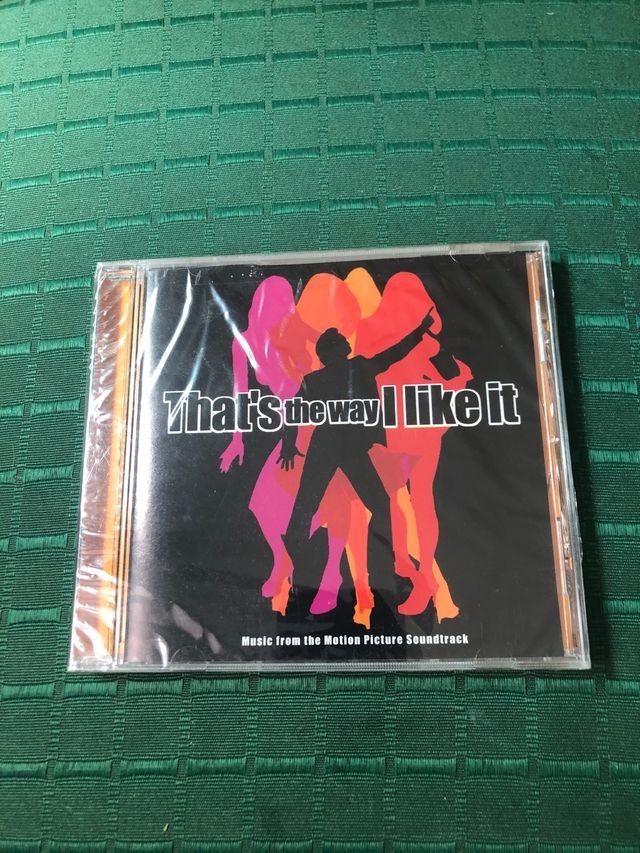 That's the way I like it
Music from the Motion Picture Soundtrack